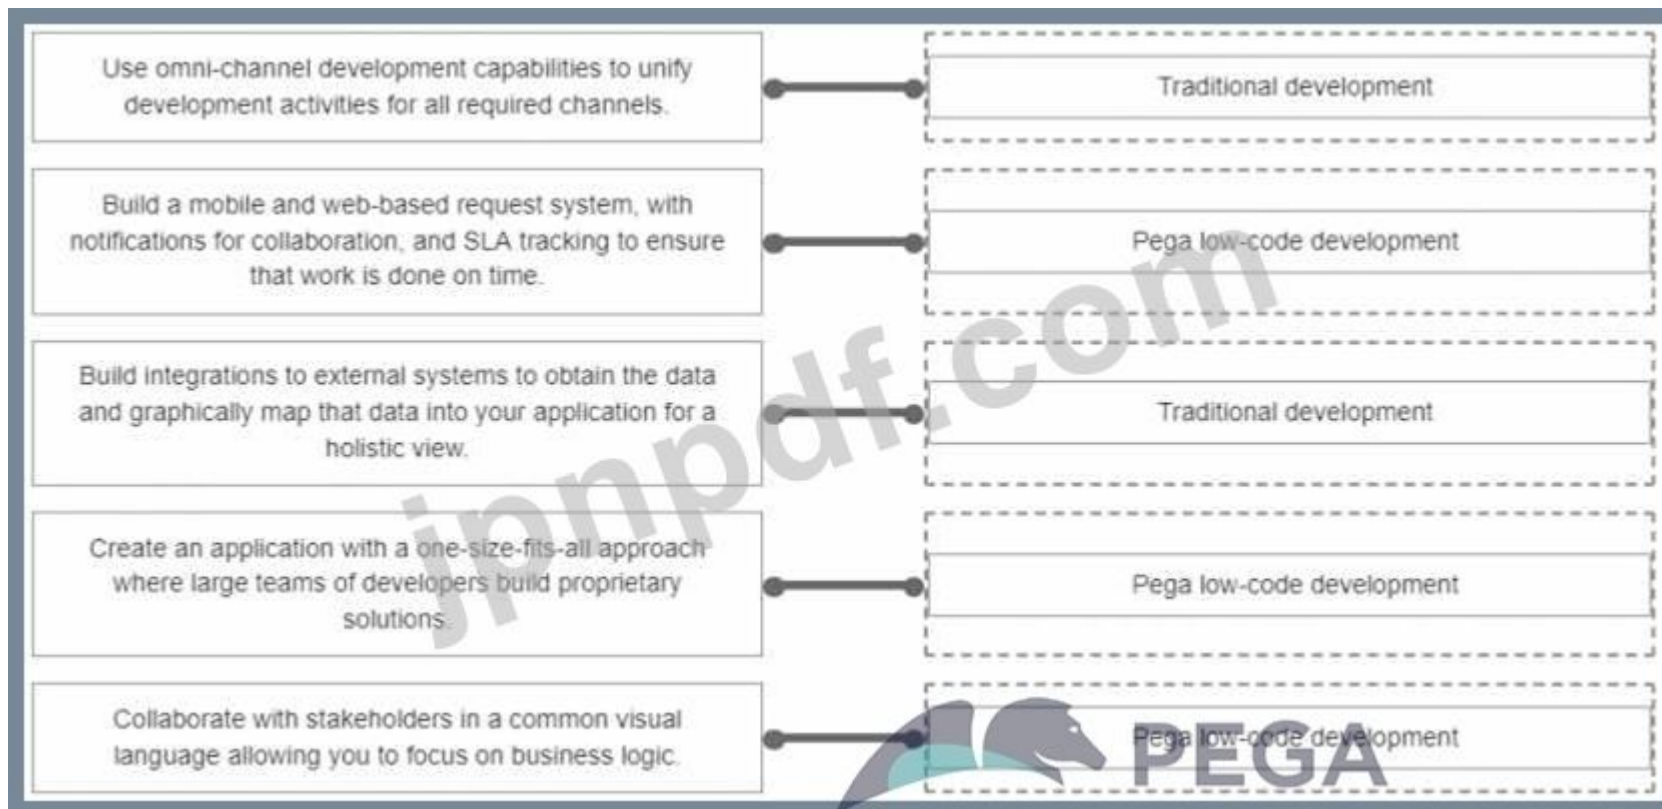 Use omni-channel development capabilities to unify
development activities for all required channels.
Traditional development
Build a mobile and web-based request system, with
notifications for collaboration, and SLA tracking to ensure
that work is done on time.
Pega low-code development
Build integrations to external systems to obtain the data
and graphically map that data into your application for a
holistic view.
Traditional development
Create an application with a one-size-fits-all approach
where large teams of developers build proprietary
solutions.
Pega low-code development
Collaborate with stakeholders in a common visual
language allowing you to focus on business logic.
Pega low-code development
jpnpdf.com
PEGA